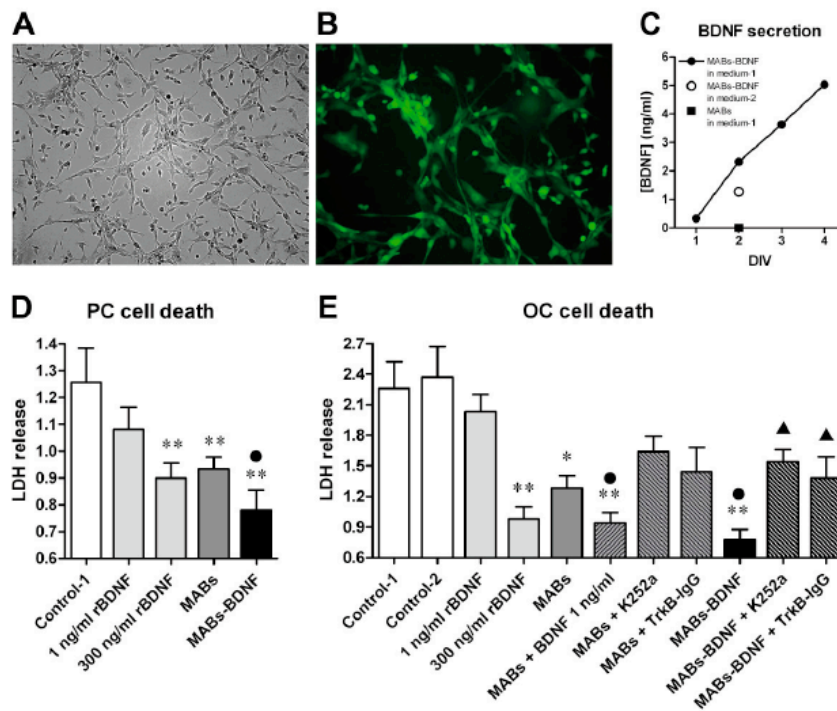 A
B
C
BDNF secretion
MABs-BDNF
in medium-1
MABs-BDNF
in medium-2
MABs
in medium-1
[BDNF] (ng/ml)
6
5
4
3
2
1
0
1 2 3 4
DIV
D
PC cell death
LDH release
1.4
1.3
1.2
1.1
1.0
0.9
0.8
0.7
0.6
** ** **
Control-1
1 ng/ml rBDNF
300 ng/ml rBDNF
MABs
MABs-BDNF
E
OC cell death
LDH release
2.7
2.4
2.1
1.8
1.5
1.2
0.9
0.6
** * ** **
Control-1
Control-2
1 ng/ml rBDNF
300 ng/ml rBDNF
MABs
MABs + BDNF 1 ng/ml
MABs + K252a
MABs + TrkB-IgG
MABs-BDNF
MABs-BDNF + K252a
MABs-BDNF + TrkB-IgG